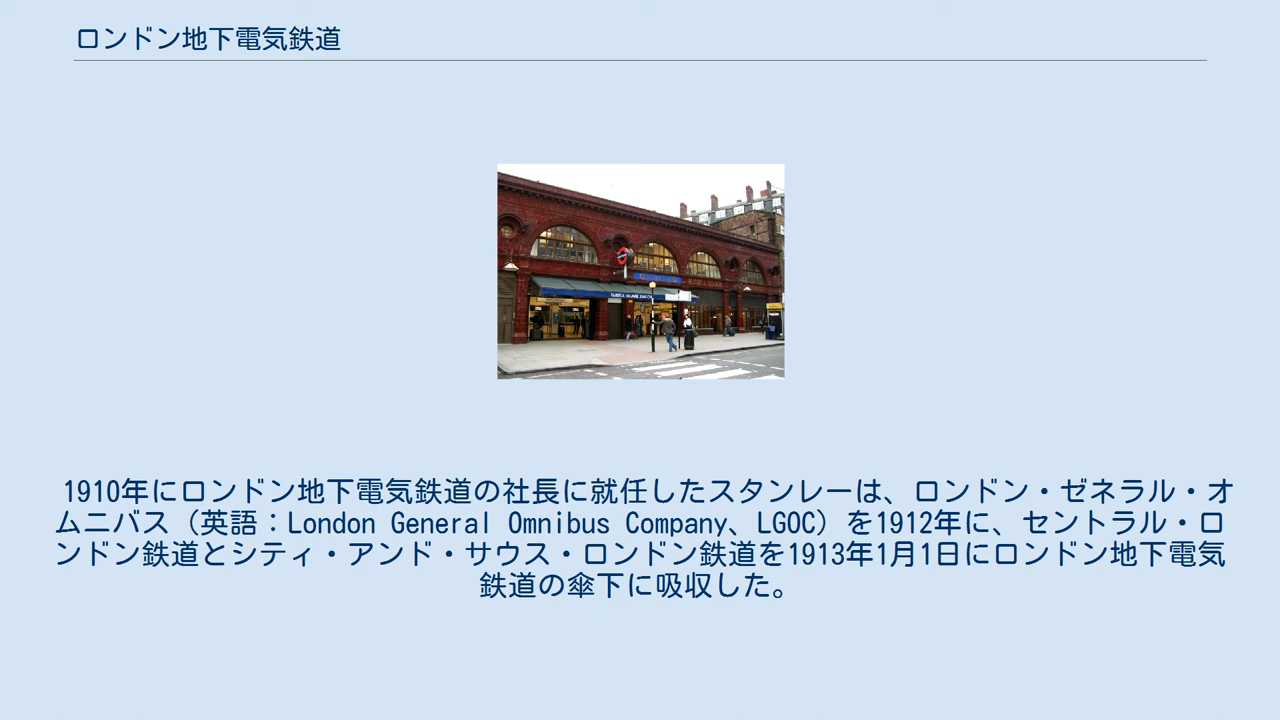 ロンドン地下電気鉄道
1910年にロンドン地下電気鉄道の社長に就任したスタンレーは、ロンドン・ゼネラル・オ
ムニバス（英語：London General Omnibus Company、LGOC）を1912年に、セントラル・ロ
ンドン鉄道とシティ・アンド・サウス・ロンドン鉄道を1913年1月1日にロンドン地下電気
鉄道の傘下に吸収した。